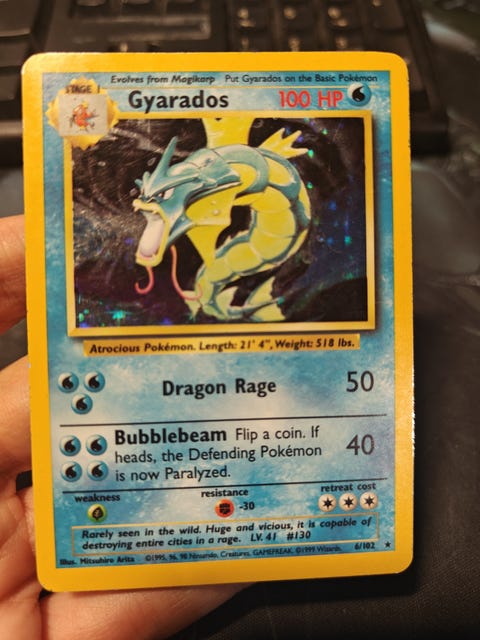 Evolves from Magikarp Put Gyarados on the Basic Pokémon
STAGE 1
Gyarados 100 HP
Atrocious Pokémon. Length: 21' 4", Weight: 518 lbs.
Dragon Rage 50
Bubblebeam Flip a coin. If
heads, the Defending Pokémon
is now Paralyzed.
40
weakness resistance retreat cost
-30
Rarely seen in the wild. Huge and vicious, it is capable of
destroying entire cities in a rage. LV. 41 #130
Illus. Mitsuhiro Arita ©1995, 96, 98 Nintendo, Creatures, GAMEFREAK. ©1999 Wizards. 6/102 ★